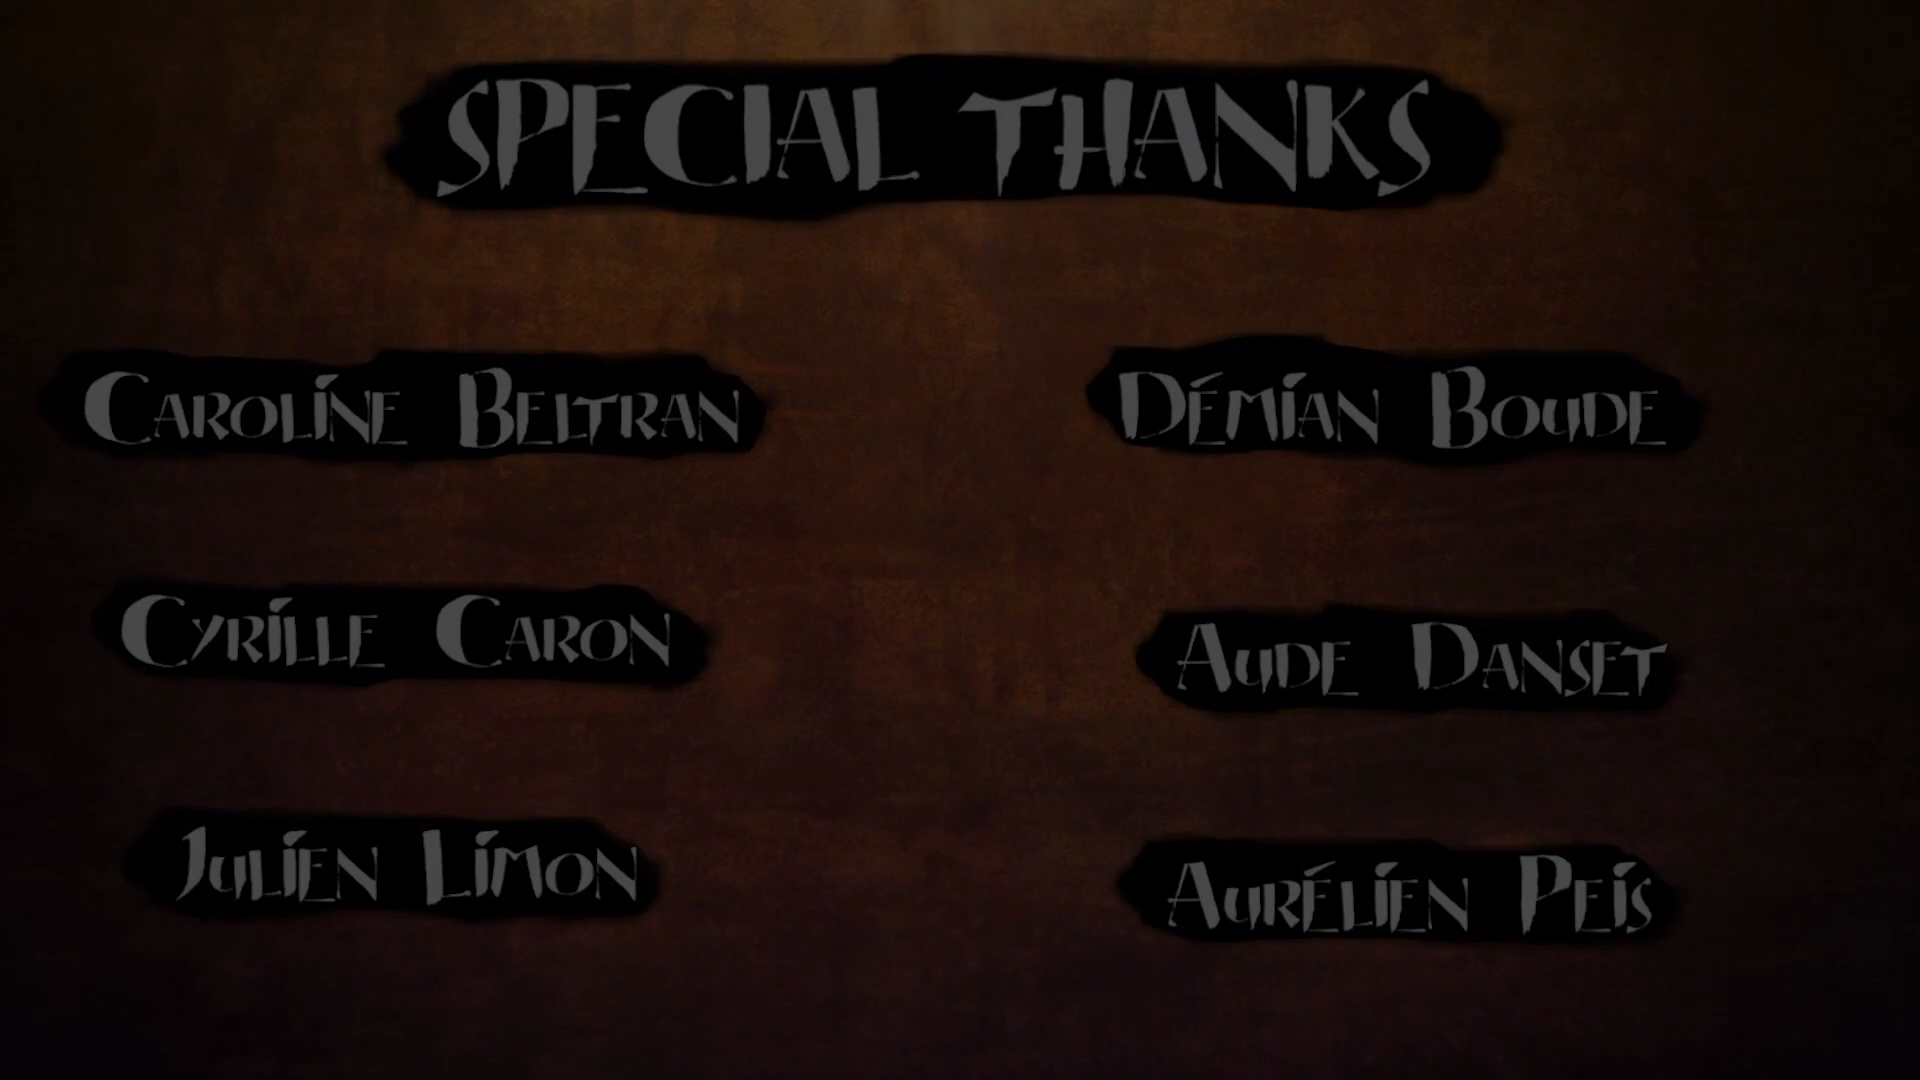 SPECIAL THANKS
CAROLINE BELTRAN
DÉMIAN BOUDE
CYRILLE CARON
AUDE DANSET
JULIEN LIMON
AURÉLIEN PEIS